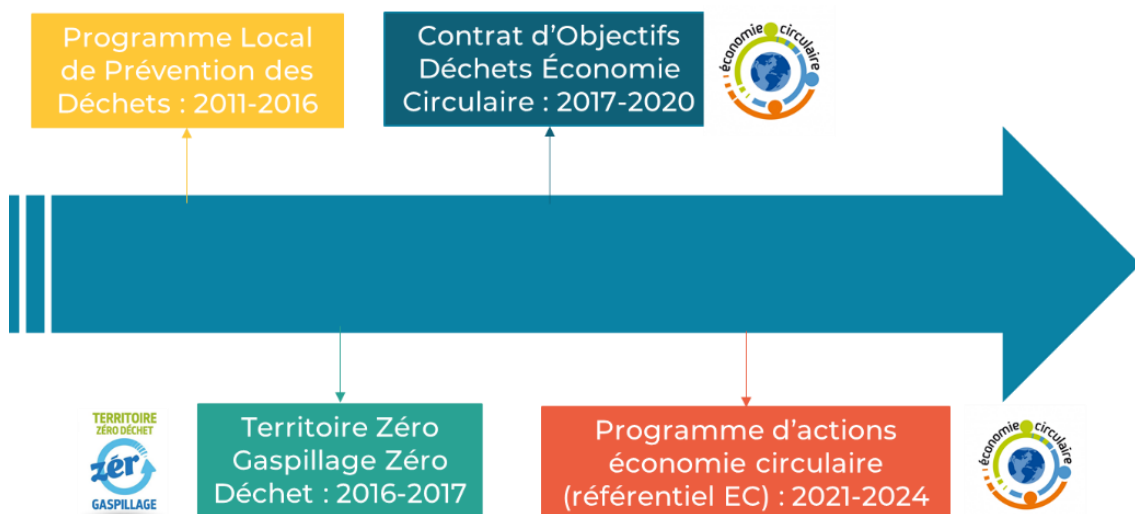 Programme Local
de Prévention des
Déchets : 2011-2016
Contrat d'Objectifs
Déchets Économie
Circulaire : 2017-2020
économie circulaire
TERRITOIRE
ZÉRO DÉCHET
zér
GASPILLAGE
Territoire Zéro
Gaspillage Zéro
Déchet : 2016-2017
Programme d'actions
économie circulaire
(référentiel EC) : 2021-2024
économie circulaire